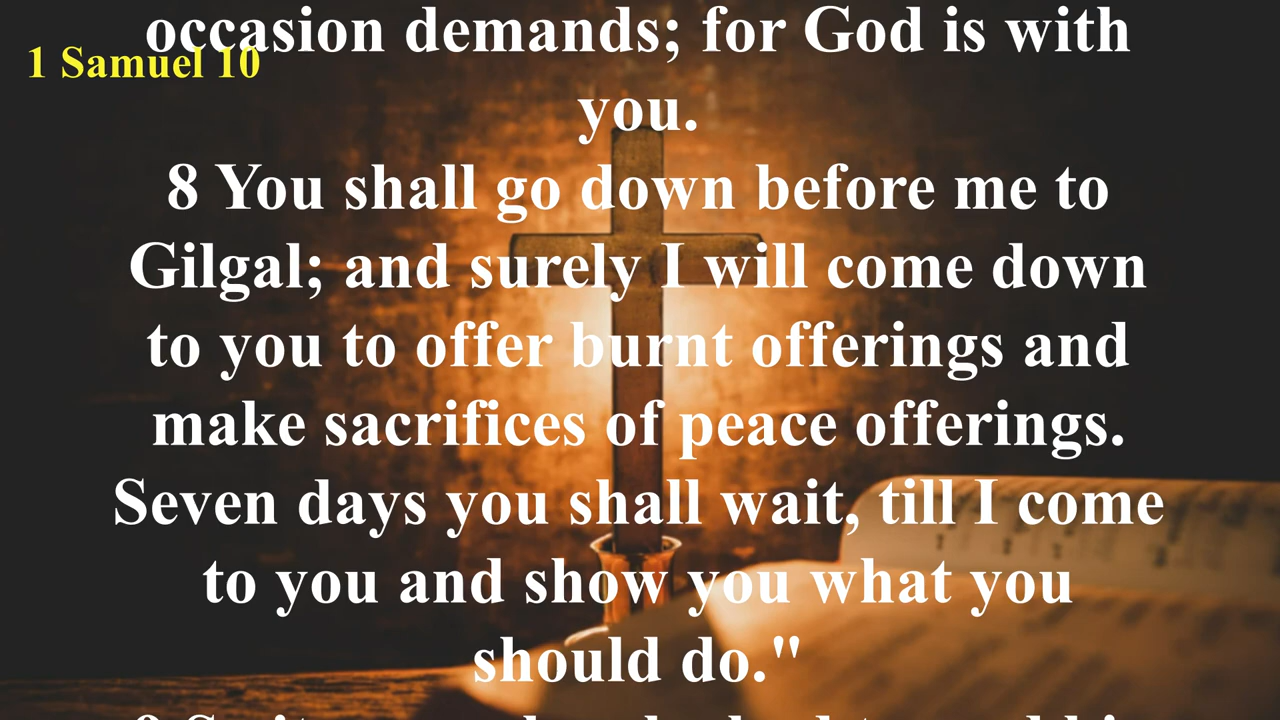 occasion demands; for God is with
1 Samuel 10
you.
8 You shall go down before me to
Gilgal; and surely I will come down
to you to offer burnt offerings and
make sacrifices of peace offerings.
Seven days you shall wait, till I come
to you and show you what you
should do."